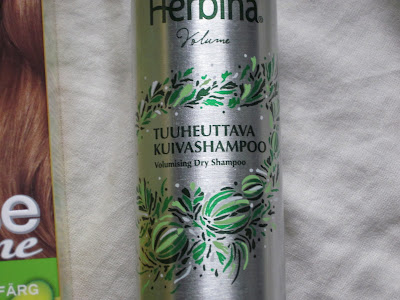 Herbina®
Volume
TUUHEUTTAVA
KUIVASHAMPOO
Volumising Dry Shampoo
FÄRG